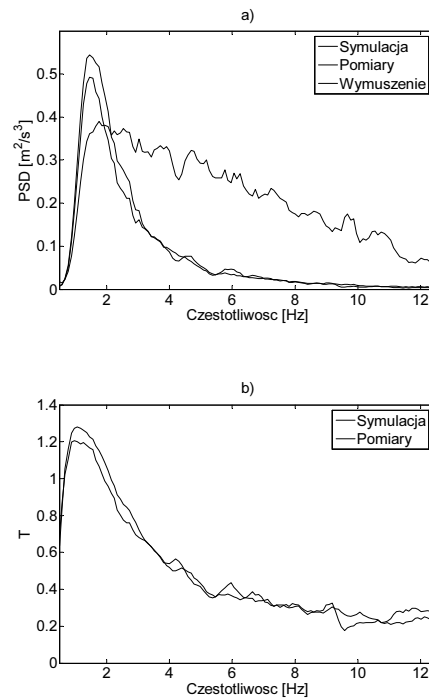 a)
Symulacja
Pomiary
Wymuszenie
PSD [m²/s³]
0.5
0.4
0.3
0.2
0.1
0
2 4 6 8 10 12
Czestotliwosc [Hz]
b)
Symulacja
Pomiary
T
1.4
1.2
1
0.8
0.6
0.4
0.2
0
2 4 6 8 10 12
Czestotliwosc [Hz]